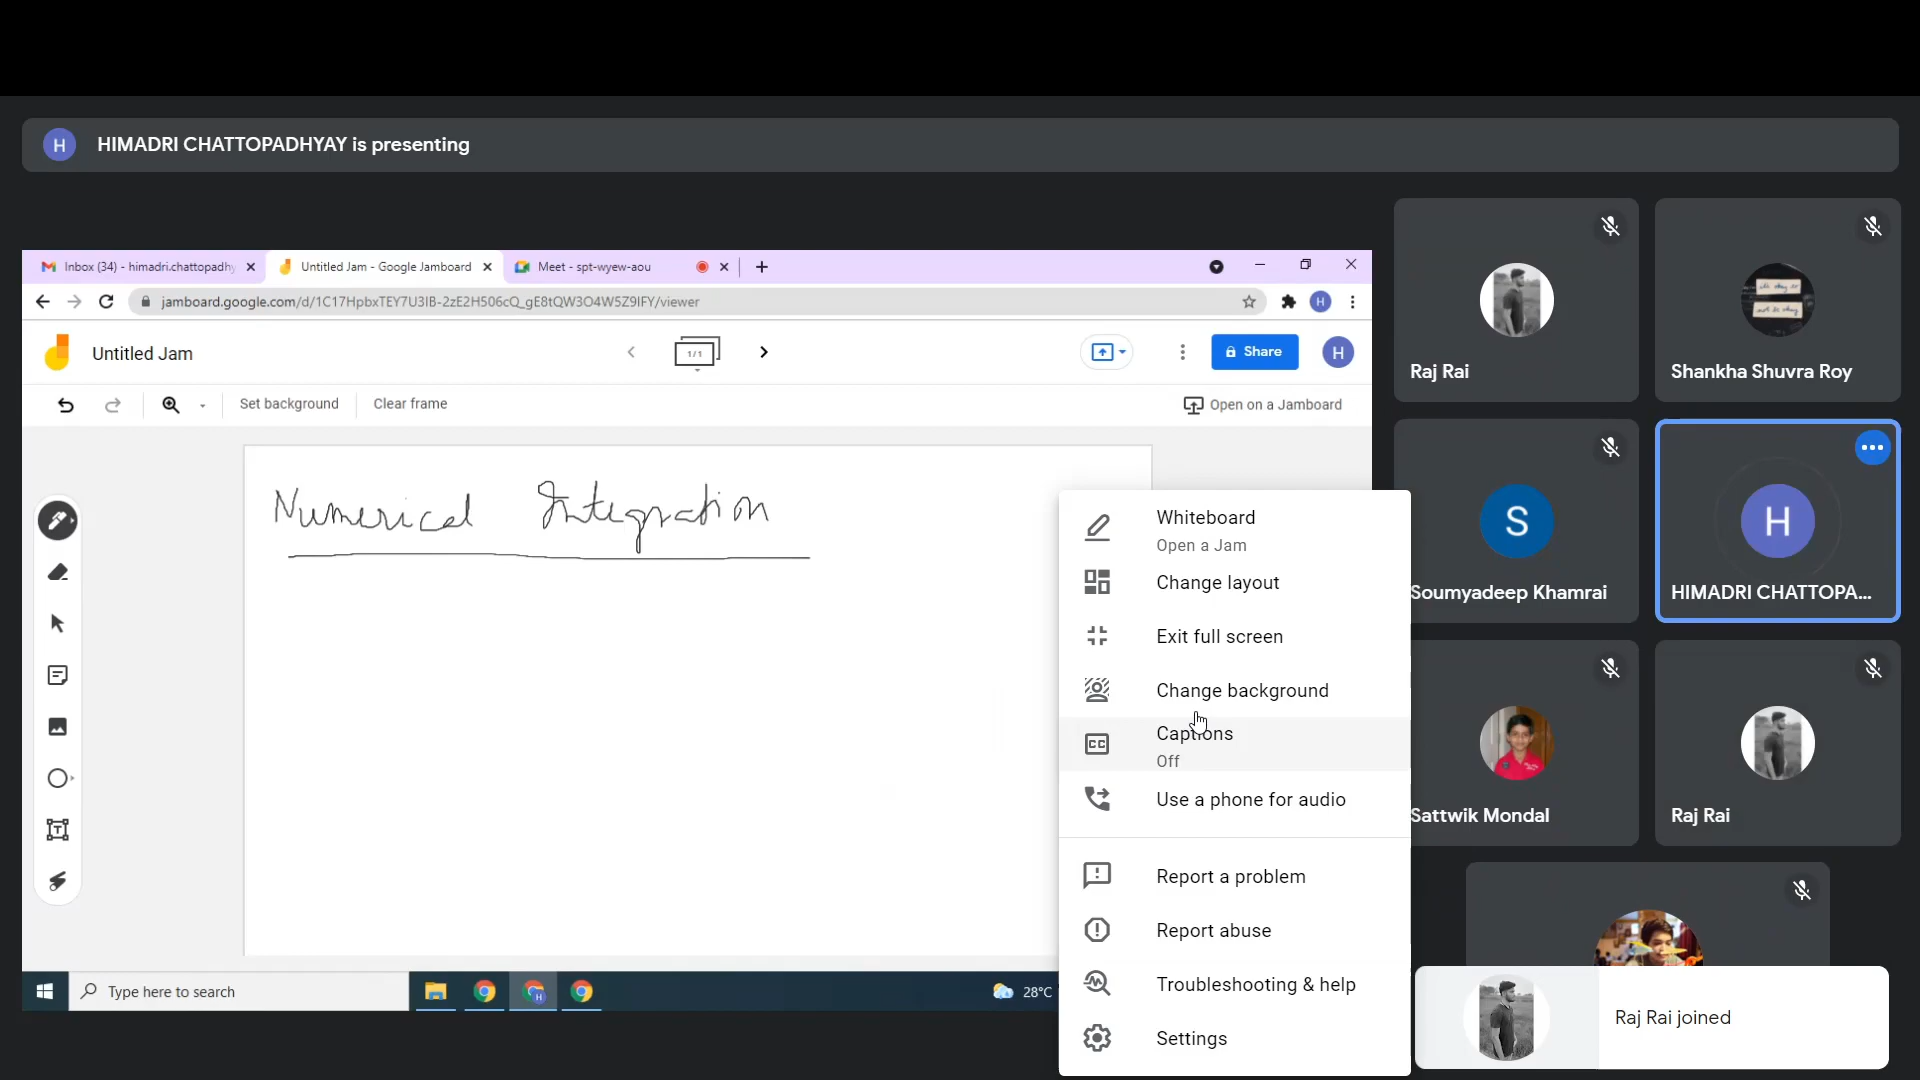 H HIMADRI CHATTOPADHYAY is presenting
Inbox (34) - himadri.chattopadhy
Untitled Jam - Google Jamboard
Meet - spt-wyew-aou
jamboard.google.com/d/1C17HpbxTEY7U3IB-2zE2H506cQ_gE8tQW3O4W5Z9IFY/viewer
H
Untitled Jam
1/1
Share
H
Set background
Clear frame
Open on a Jamboard
Numerical Integration
Type here to search
28°C
Whiteboard
Open a Jam
Change layout
Exit full screen
Change background
CC Captions
Off
Use a phone for audio
Report a problem
Report abuse
Troubleshooting & help
Settings
Raj Rai
Shankha Shuvra Roy
S
Soumyadeep Khamrai
H
HIMADRI CHATTOPA...
Sattwik Mondal
Raj Rai
Raj Rai joined